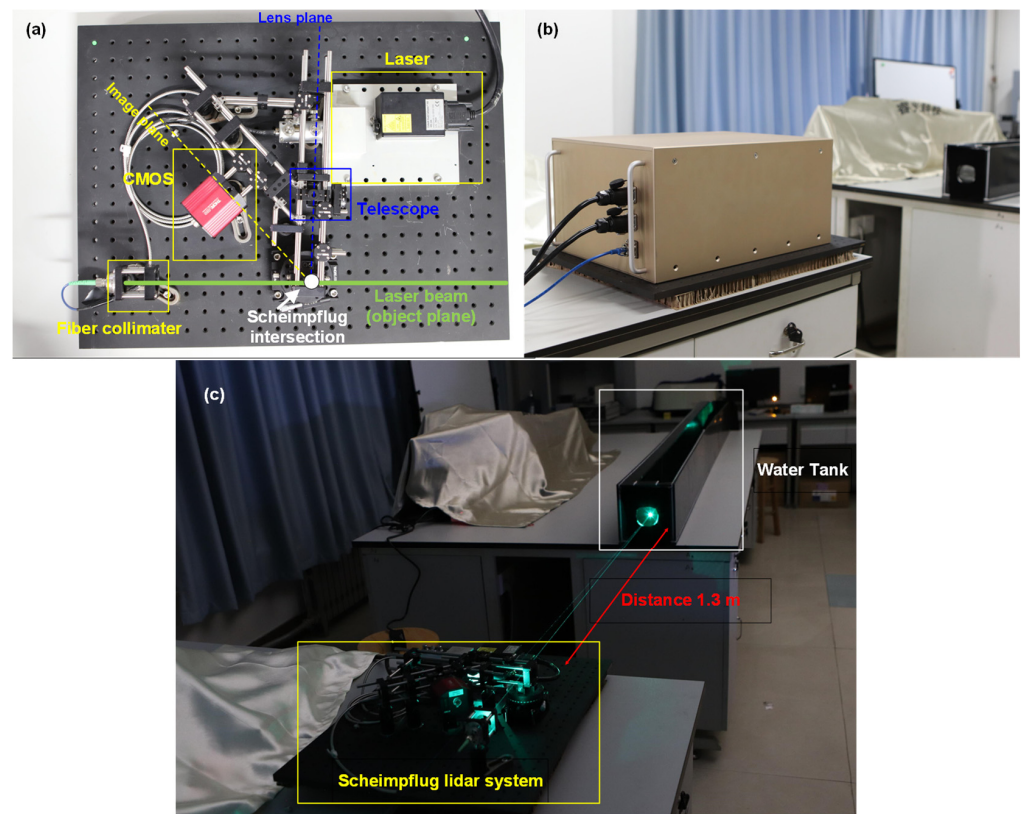 (a)
Lens plane
Laser
Image plane
CMOS
Telescope
Laser beam
(object plane)
Scheimpflug
intersection
Fiber collimater
(b)
(c)
Water Tank
Distance 1.3 m
Scheimpflug lidar system